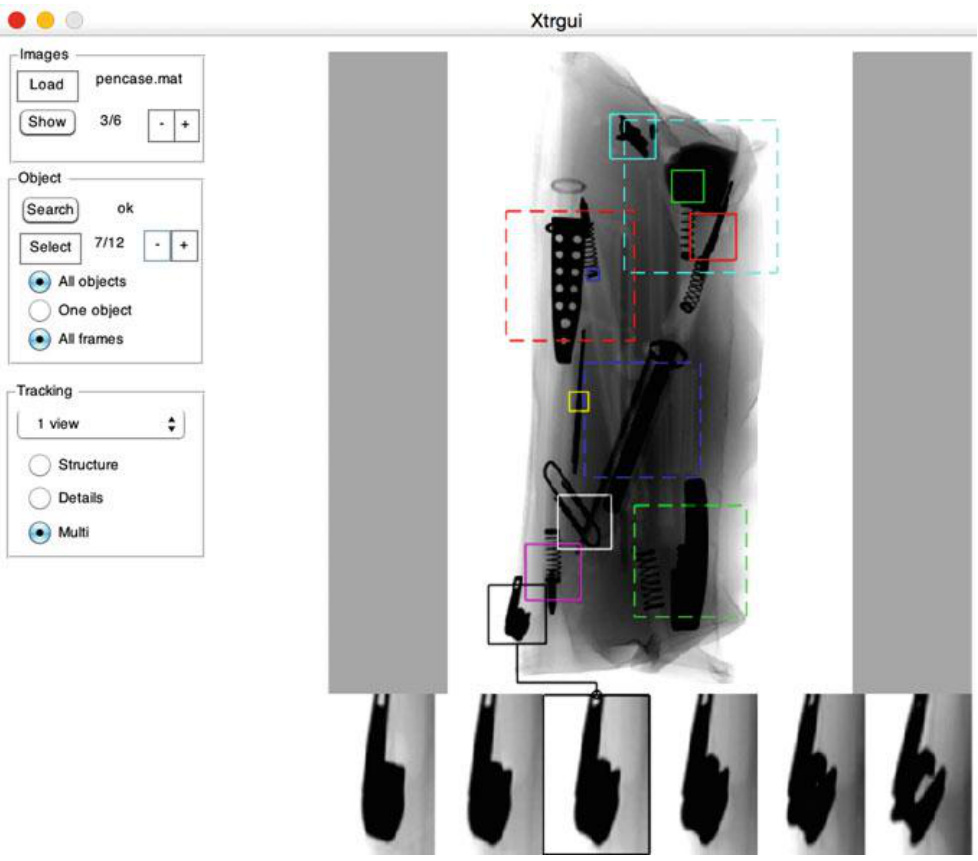 Xtrgui
Images
Load pencase.mat
Show 3/6 - +
Object
Search ok
Select 7/12 - +
All objects
One object
All frames
Tracking
1 view
Structure
Details
Multi